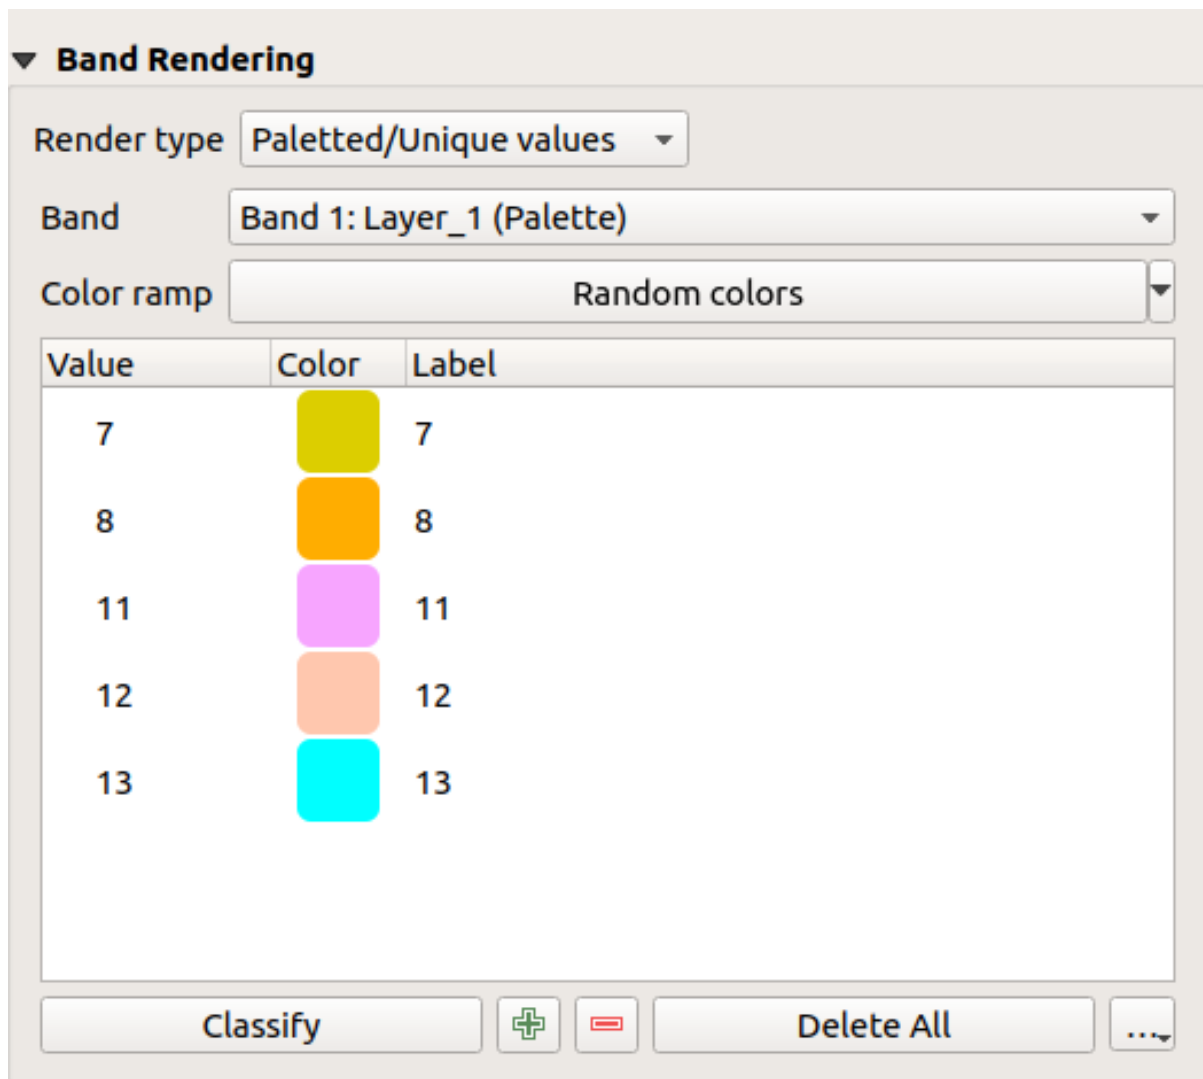 Band Rendering
Render type Paletted/Unique values
Band Band 1: Layer_1 (Palette)
Color ramp Random colors
Value Color Label
7 7
8 8
11 11
12 12
13 13
Classify Delete All ...